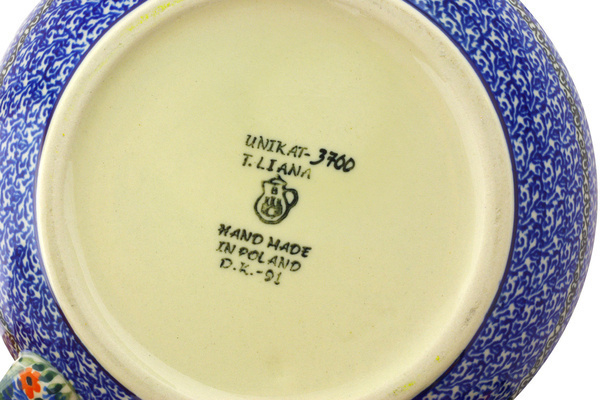 UNIKAT-3700
T.LIANA
B
HAND MADE
IN POLAND
D.K.-91